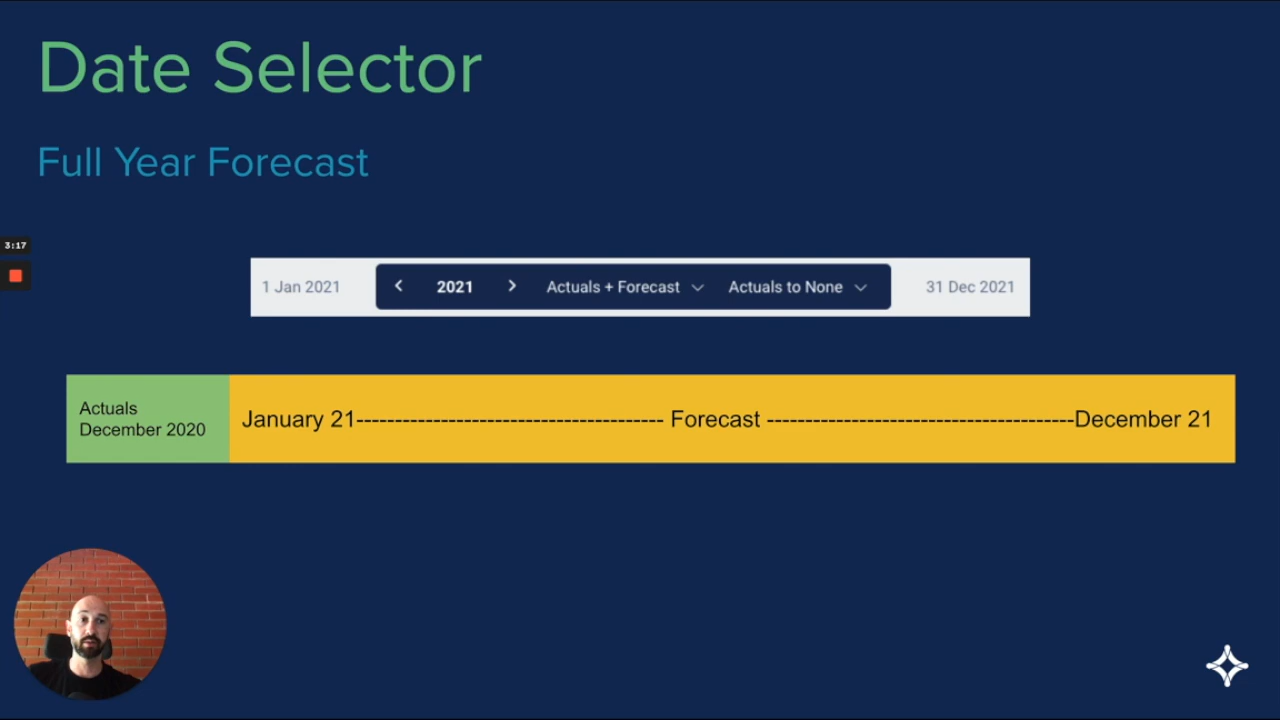 Date Selector
Full Year Forecast
3:17
1 Jan 2021 2021 Actuals + Forecast Actuals to None 31 Dec 2021
Actuals
December 2020
January 21--------------------------------------- Forecast ---------------------------------------December 21